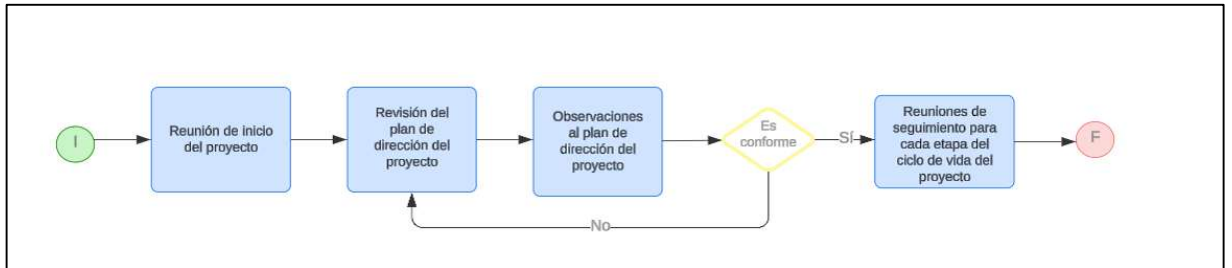 I
Reunión de inicio
del proyecto
Revisión del
plan de
dirección del
proyecto
Observaciones
al plan de
dirección del
proyecto
Es
conforme
Sí
Reuniones de
seguimiento para
cada etapa del
ciclo de vida del
proyecto
F
No